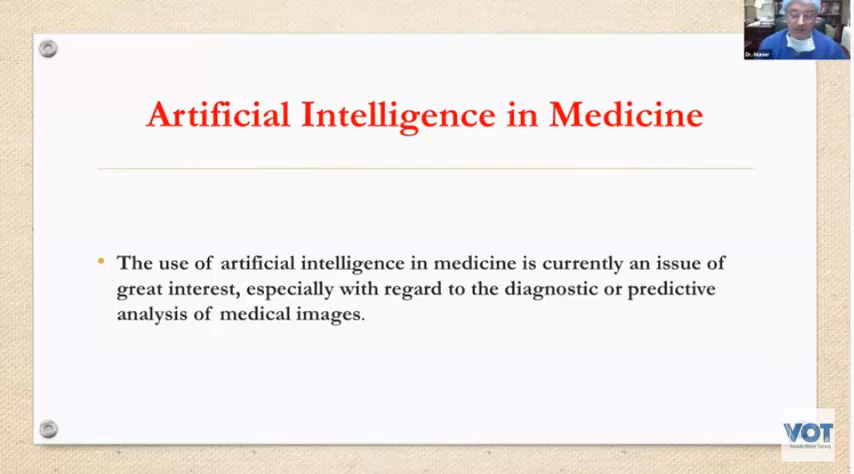 Dr. Munier
Artificial Intelligence in Medicine
• The use of artificial intelligence in medicine is currently an issue of
great interest, especially with regard to the diagnostic or predictive
analysis of medical images.
VOT